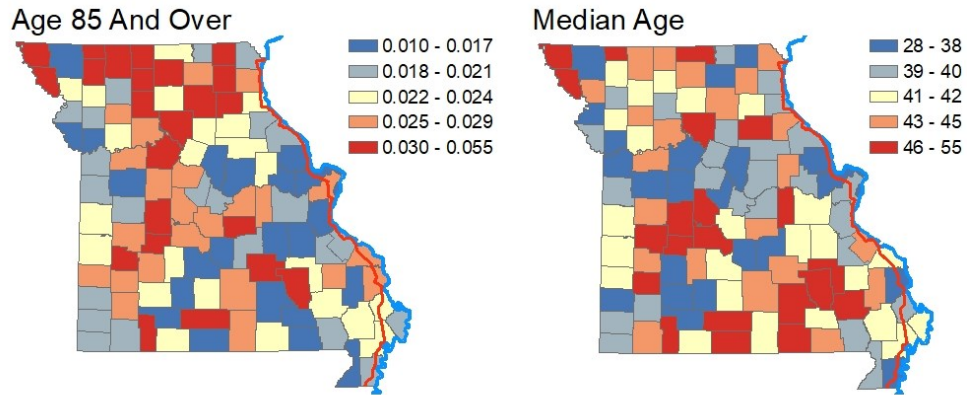 Age 85 And Over
0.010 - 0.017
0.018 - 0.021
0.022 - 0.024
0.025 - 0.029
0.030 - 0.055
Median Age
28 - 38
39 - 40
41 - 42
43 - 45
46 - 55